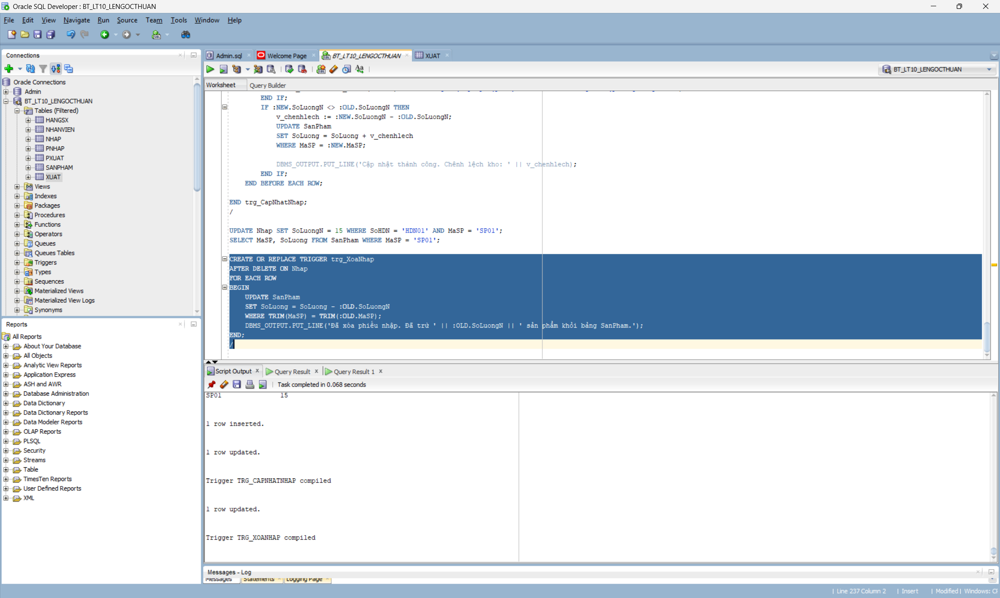 Oracle SQL Developer : BT_LT10_LENGOCTHUAN
File Edit View Navigate Run Source Team Tools Window Help
Connections
Oracle Connections
Admin
BT_LT10_LENGOCTHUAN
Tables (Filtered)
HANGSX
NHANVIEN
NHAP
PNHAP
PXUAT
SANPHAM
XUAT
Views
Indexes
Packages
Procedures
Functions
Operators
Queues
Queues Tables
Triggers
Types
Sequences
Materialized Views
Materialized View Logs
Synonyms
Reports
All Reports
About Your Database
All Objects
Analytic View Reports
Application Express
ASH and AWR
Database Administration
Data Dictionary
Data Dictionary Reports
Data Modeler Reports
OLAP Reports
PLSQL
Security
Streams
Table
TimesTen Reports
User Defined Reports
XML
Admin.sql Welcome Page BT_LT10_LENGOCTHUAN XUAT
BT_LT10_LENGOCTHUAN
Worksheet Query Builder
END IF;
IF :NEW.SoLuongN <> :OLD.SoLuongN THEN
v_chenhlech := :NEW.SoLuongN - :OLD.SoLuongN;
UPDATE SanPham
SET SoLuong = SoLuong + v_chenhlech
WHERE MaSP = :NEW.MaSP;
DBMS_OUTPUT.PUT_LINE('Cập nhật thành công. Chênh lệch kho: ' || v_chenhlech);
END IF;
END BEFORE EACH ROW;
END trg_CapNhatNhap;
/
UPDATE Nhap SET SoLuongN = 15 WHERE SoHDN = 'HDN01' AND MaSP = 'SP01';
SELECT MaSP, SoLuong FROM SanPham WHERE MaSP = 'SP01';
CREATE OR REPLACE TRIGGER trg_XoaNhap
AFTER DELETE ON Nhap
FOR EACH ROW
BEGIN
UPDATE SanPham
SET SoLuong = SoLuong - :OLD.SoLuongN
WHERE TRIM(MaSP) = TRIM(:OLD.MaSP);
DBMS_OUTPUT.PUT_LINE('Đã xóa phiếu nhập. Đã trừ ' || :OLD.SoLuongN || ' sản phẩm khỏi bảng SanPham.');
END;
/
Script Output Query Result Query Result 1
Task completed in 0.068 seconds
SP01 15
1 row inserted.
1 row updated.
Trigger TRG_CAPNHATNHAP compiled
1 row updated.
Trigger TRG_XOANHAP compiled
Messages - Log
Messages Statements Logging Page
Line 237 Column 2 Insert Modified Windows: